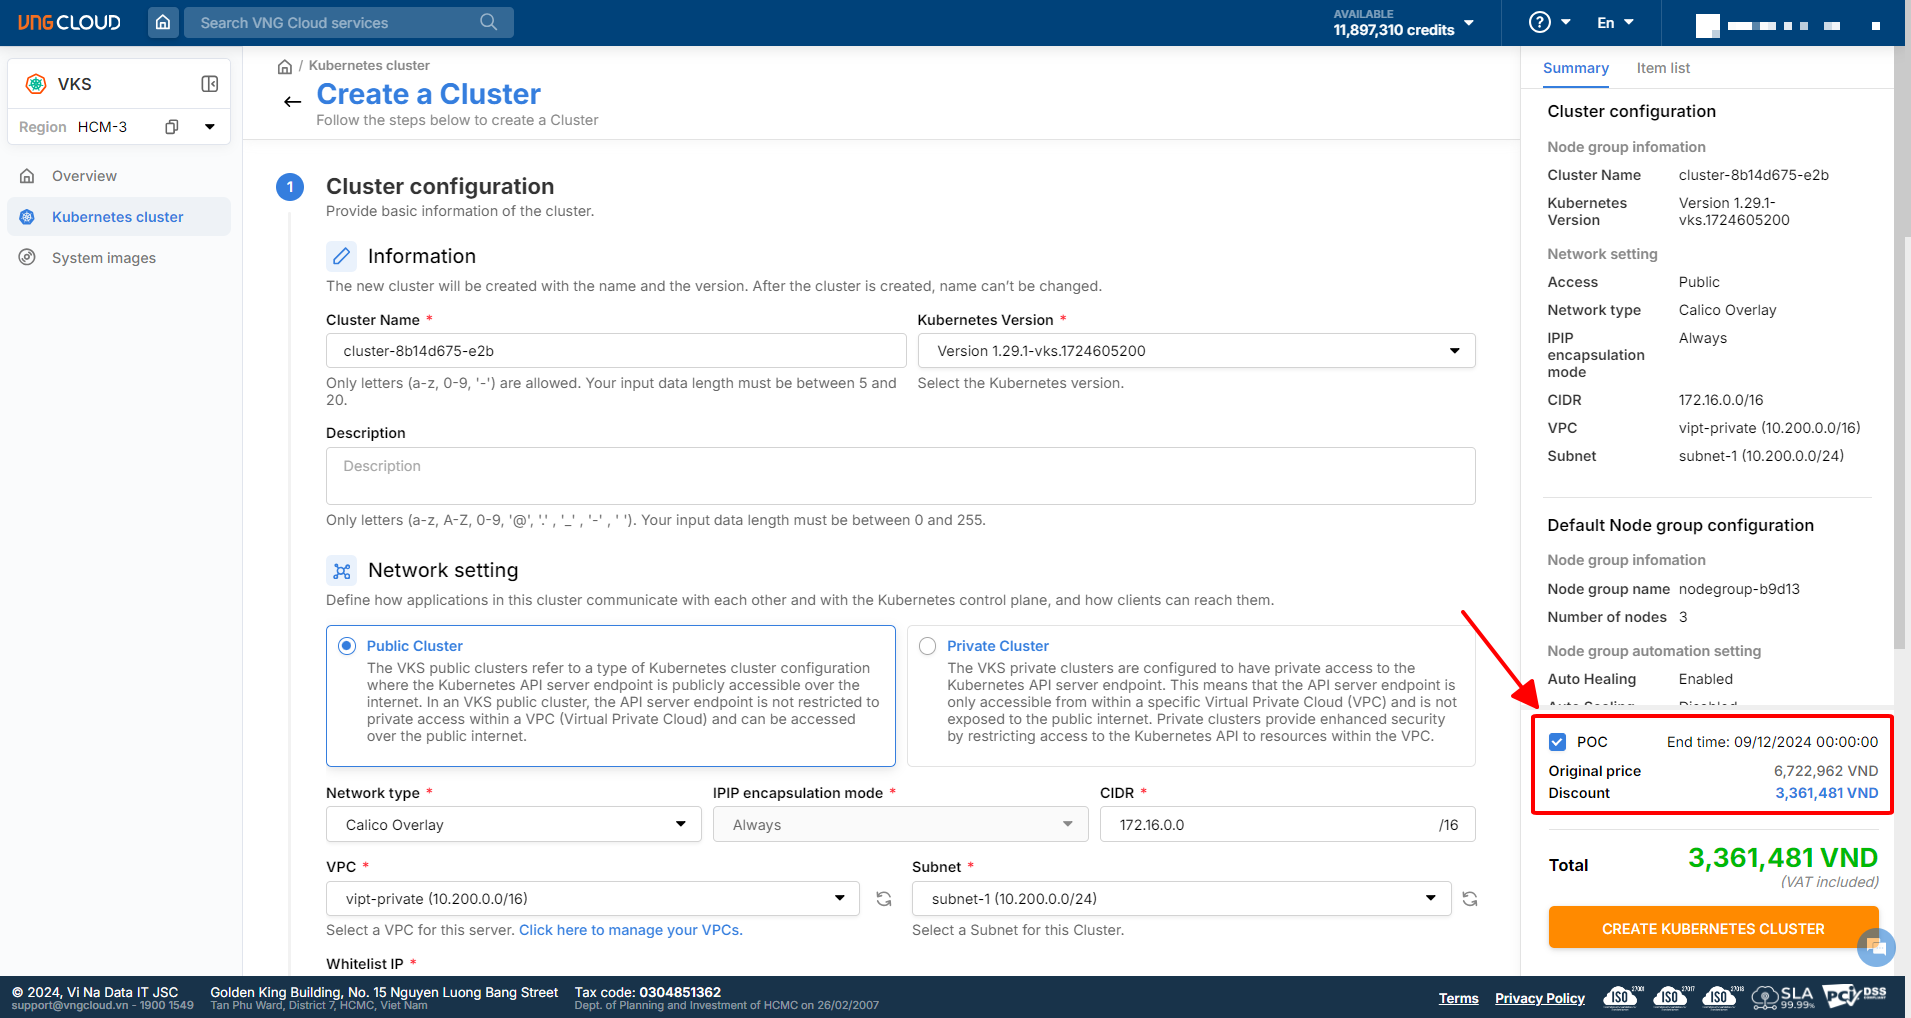 VNG CLOUD
Search VNG Cloud services
AVAILABLE
11,897,310 credits
?
En
VKS
Region HCM-3
Overview
Kubernetes cluster
System images
/ Kubernetes cluster
Create a Cluster
Follow the steps below to create a Cluster
1
Cluster configuration
Provide basic information of the cluster.
Information
The new cluster will be created with the name and the version. After the cluster is created, name can't be changed.
Cluster Name *
cluster-8b14d675-e2b
Only letters (a-z, 0-9, '-') are allowed. Your input data length must be between 5 and
20.
Kubernetes Version *
Version 1.29.1-vks.1724605200
Select the Kubernetes version.
Description
Description
Only letters (a-z, A-Z, 0-9, '@', '.' , '_' , '-' , ' '). Your input data length must be between 0 and 255.
Network setting
Define how applications in this cluster communicate with each other and with the Kubernetes control plane, and how clients can reach them.
Public Cluster
The VKS public clusters refer to a type of Kubernetes cluster configuration
where the Kubernetes API server endpoint is publicly accessible over the
internet. In an VKS public cluster, the API server endpoint is not restricted to
private access within a VPC (Virtual Private Cloud) and can be accessed
over the public internet.
Private Cluster
The VKS private clusters are configured to have private access to the
Kubernetes API server endpoint. This means that the API server endpoint is
only accessible from within a specific Virtual Private Cloud (VPC) and is not
exposed to the public internet. Private clusters provide enhanced security
by restricting access to the Kubernetes API to resources within the VPC.
Network type *
Calico Overlay
IPIP encapsulation mode *
Always
CIDR *
172.16.0.0 /16
VPC *
vipt-private (10.200.0.0/16)
Select a VPC for this server. Click here to manage your VPCs.
Subnet *
subnet-1 (10.200.0.0/24)
Select a Subnet for this Cluster.
Whitelist IP *
Summary
Item list
Cluster configuration
Node group infomation
Cluster Name cluster-8b14d675-e2b
Kubernetes Version 1.29.1-
Version vks.1724605200
Network setting
Access Public
Network type Calico Overlay
IPIP Always
encapsulation
mode
CIDR 172.16.0.0/16
VPC vipt-private (10.200.0.0/16)
Subnet subnet-1 (10.200.0.0/24)
Default Node group configuration
Node group infomation
Node group name nodegroup-b9d13
Number of nodes 3
Node group automation setting
Auto Healing Enabled
Auto Scaling Disabled
POC End time: 09/12/2024 00:00:00
Original price 6,722,962 VND
Discount 3,361,481 VND
Total 3,361,481 VND
(VAT included)
CREATE KUBERNETES CLUSTER
© 2024, Vi Na Data IT JSC
support@vngcloud.vn - 1900 1549
Golden King Building, No. 15 Nguyen Luong Bang Street
Tan Phu Ward, District 7, HCMC, Viet Nam
Tax code: 0304851362
Dept. of Planning and Investment of HCMC on 26/02/2007
Terms
Privacy Policy
ISO 27001
ISO 27017
ISO 27018
SLA
99.99%
PCI DSS